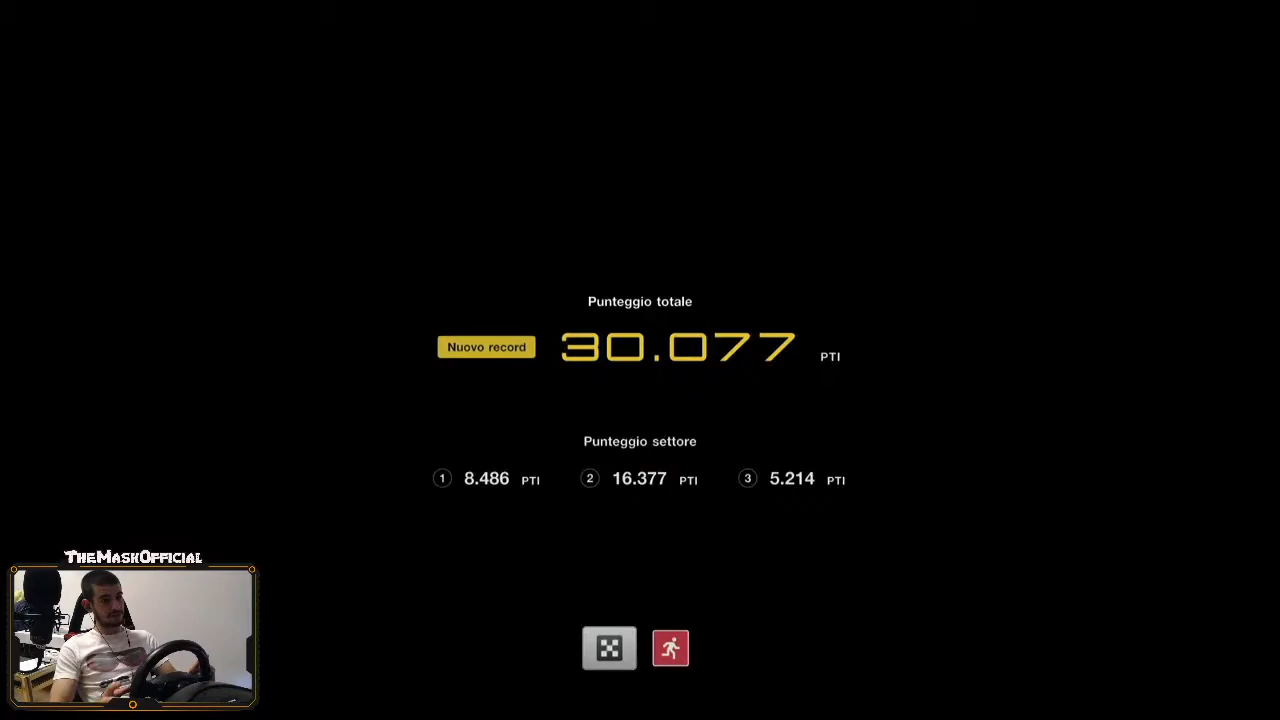 Punteggio totale
Nuovo record 30.077 PTI
Punteggio settore
1 8.486 PTI 2 16.377 PTI 3 5.214 PTI
TheMaskOfficial